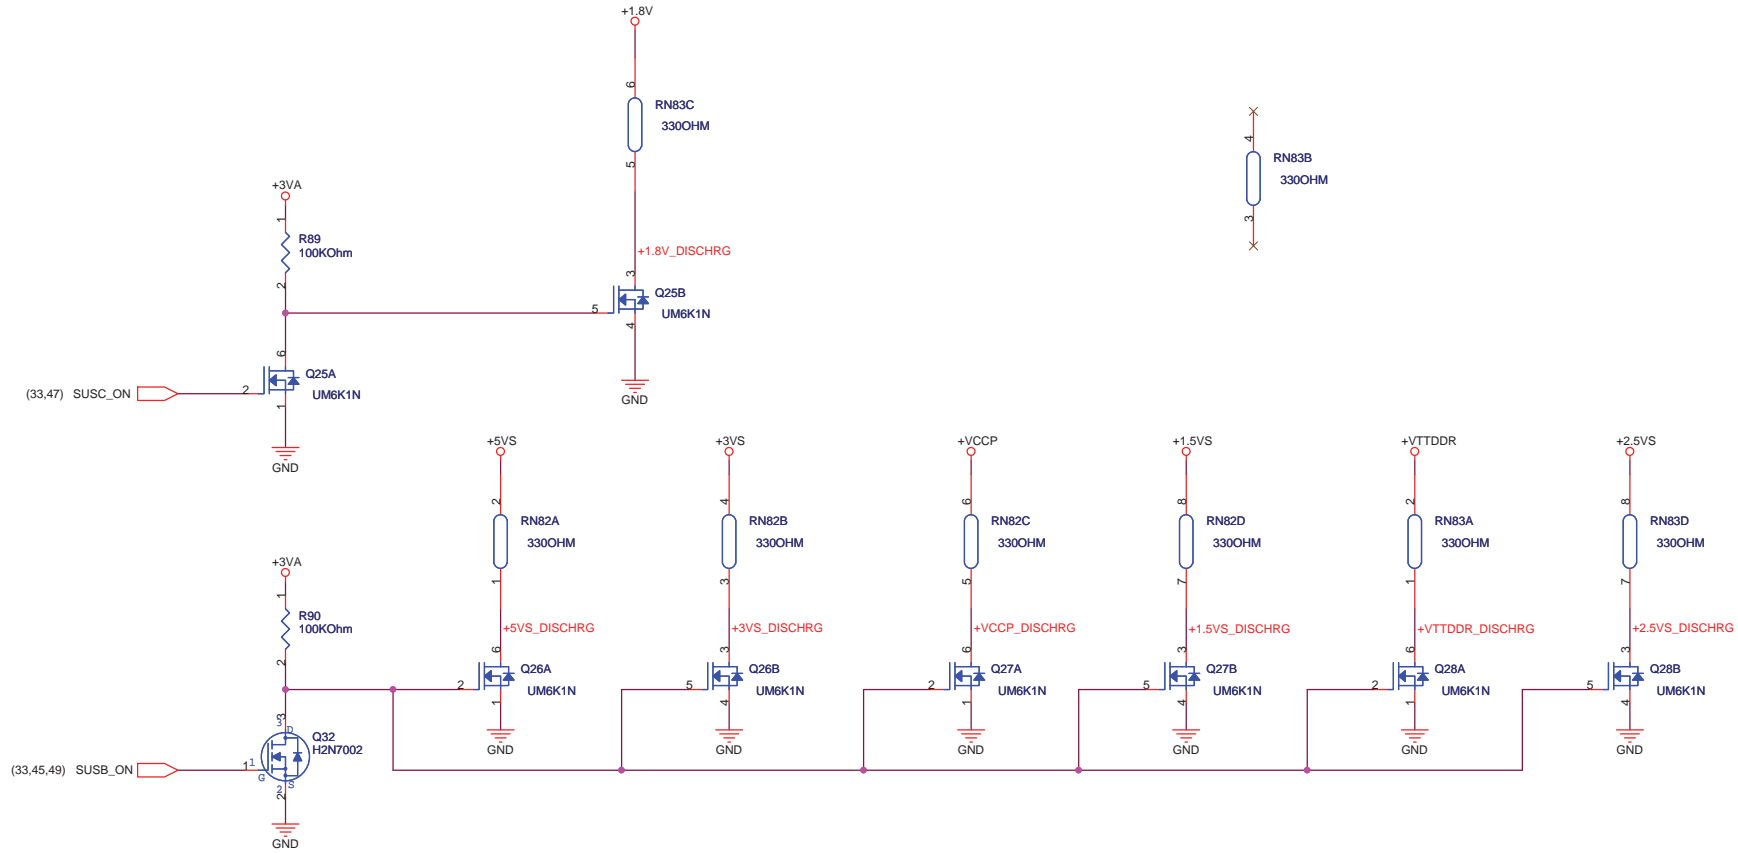 +1.8V
6
RN83C
330OHM
5
+1.8V_DISCHRG
3
Q25B
5
UM6K1N
4
GND
4
RN83B
330OHM
3
+3VA
1
R89
100KOhm
2
6
Q25A
(33,47) SUSC_ON
2
UM6K1N
1
GND
+5VS
2
RN82A
330OHM
1
+5VS_DISCHRG
6
Q26A
2
UM6K1N
1
GND
+3VS
4
RN82B
330OHM
3
+3VS_DISCHRG
3
Q26B
5
UM6K1N
4
GND
+VCCP
6
RN82C
330OHM
5
+VCCP_DISCHRG
6
Q27A
2
UM6K1N
1
GND
+1.5VS
8
RN82D
330OHM
7
+1.5VS_DISCHRG
3
Q27B
5
UM6K1N
4
GND
+VTTDDR
2
RN83A
330OHM
1
+VTTDDR_DISCHRG
6
Q28A
2
UM6K1N
1
GND
+2.5VS
8
RN83D
330OHM
7
+2.5VS_DISCHRG
3
Q28B
5
UM6K1N
4
GND
+3VA
1
R90
100KOhm
2
3
3
D
Q32
H2N7002
(33,45,49) SUSB_ON
1
1
G
2
S
2
GND